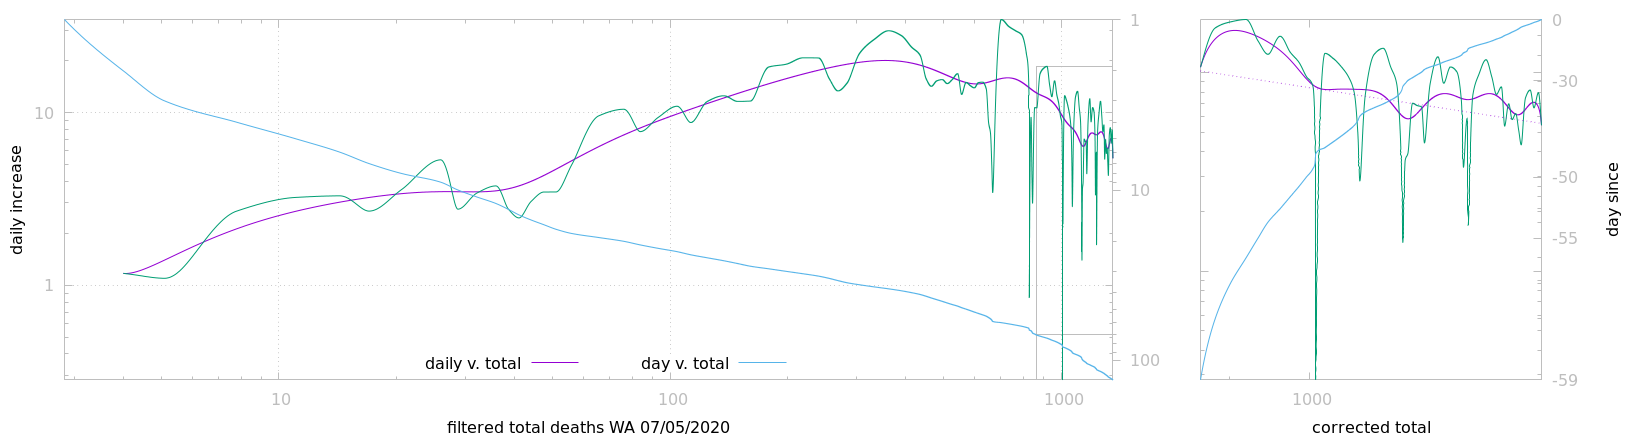 1
0
-30
10
10
-50
-55
daily increase
day since
1
daily v. total
day v. total
100
-59
10
100
1000
1000
filtered total deaths WA 07/05/2020
corrected total